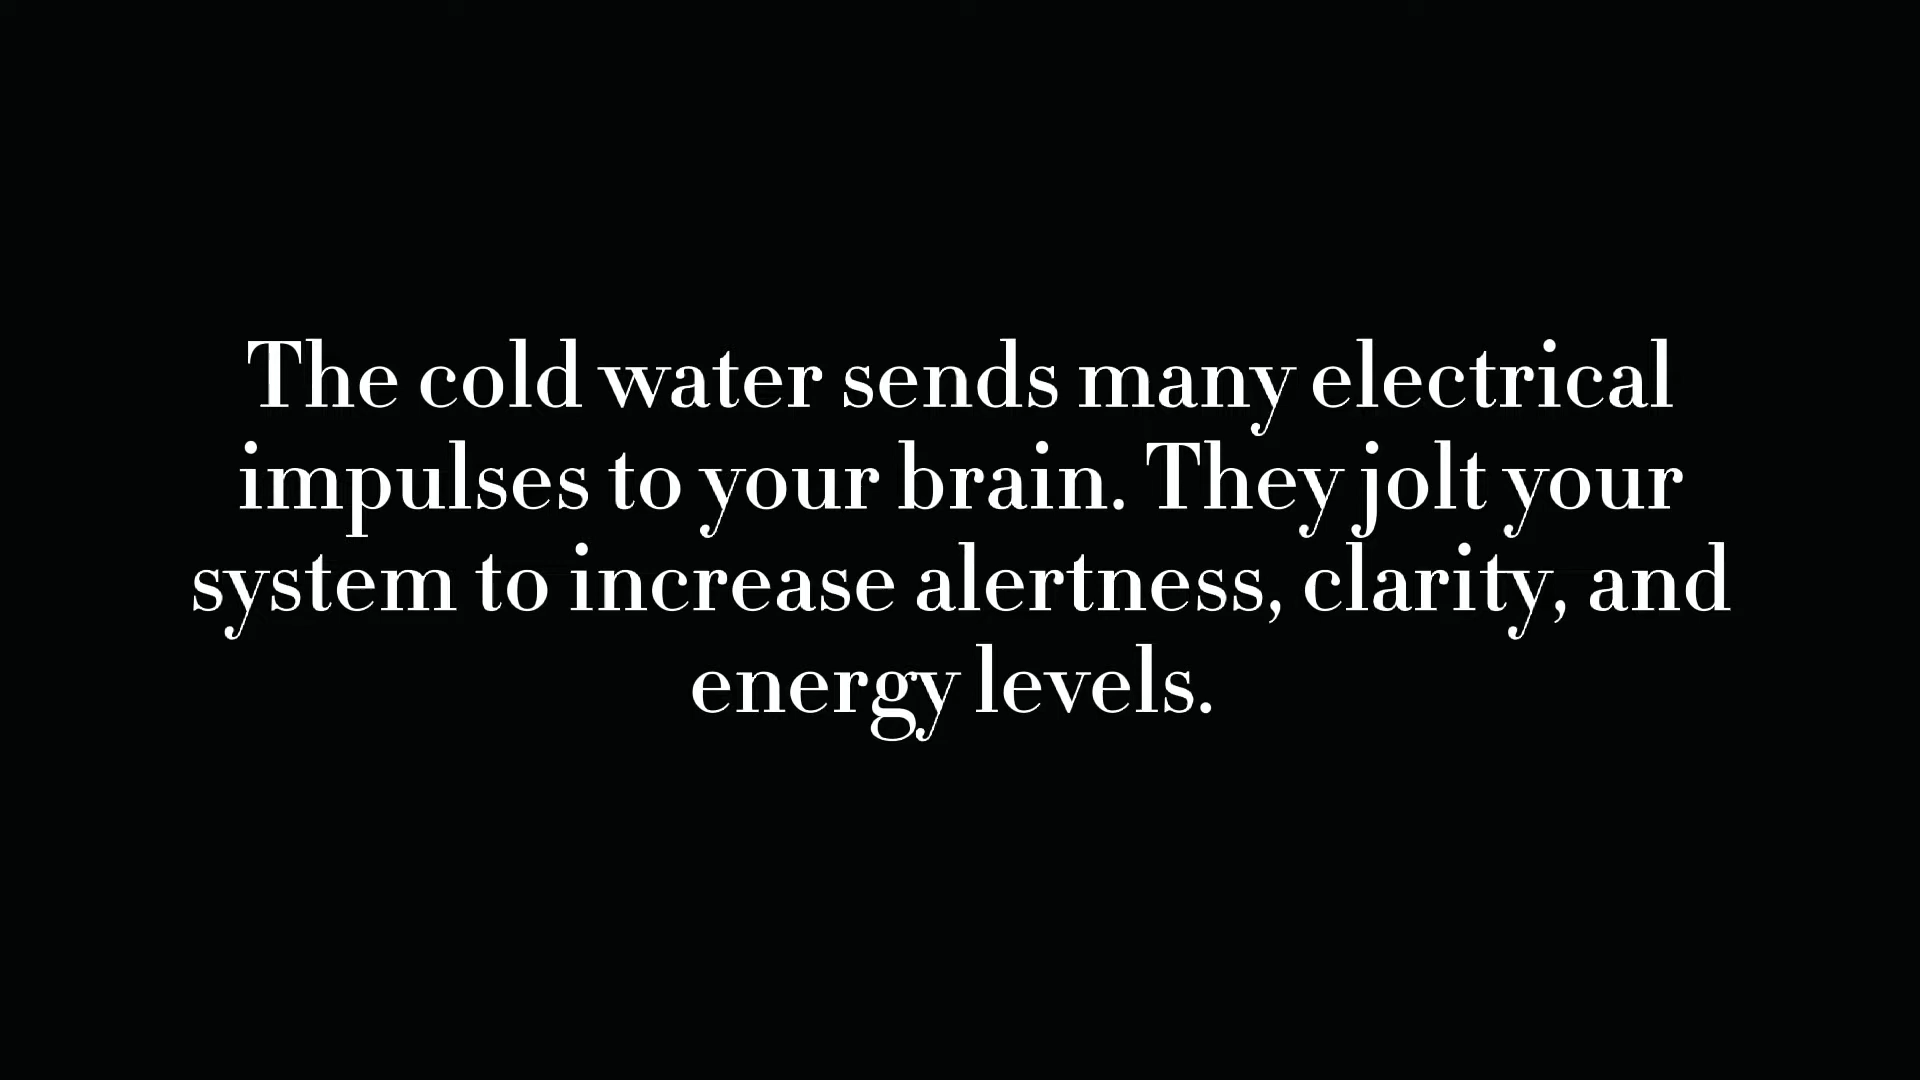 The cold water sends many electrical
impulses to your brain. They jolt your
system to increase alertness, clarity, and
energy levels.